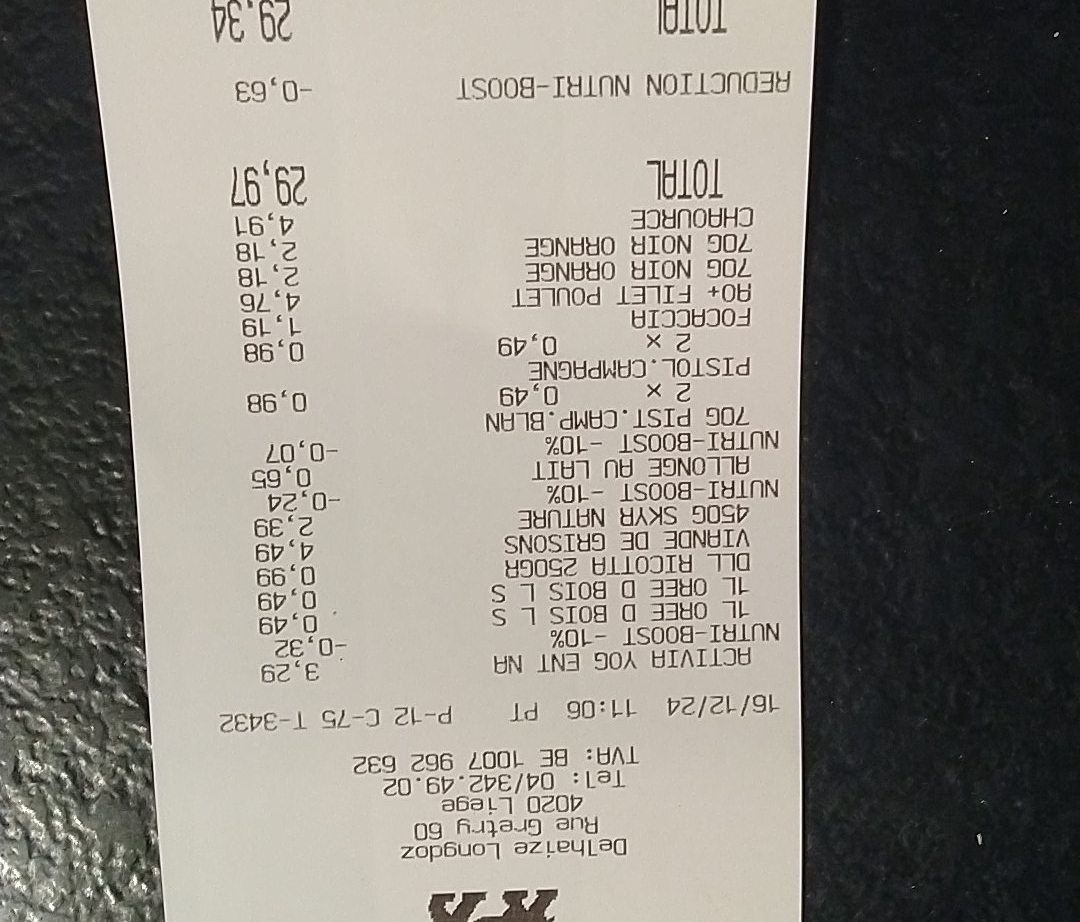 Delhaize Longdoz
Rue Gretry 60
4020 Liege
Tel: 04/342.49.02
TVA: BE 1007 962 632
16/12/24 11:06 PT P-12 C-75 T-3432
ACTIVIA YOG ENT NA 3,29
NUTRI-BOOST -10% -0,32
1L OREE D BOIS L S 0,49
1L OREE D BOIS L S 0,49
DLL RICOTTA 250GR 0,99
VIANDE DE GRISONS 4,49
450G SKYR NATURE 2,39
NUTRI-BOOST -10% -0,24
ALLONGE AU LAIT 0,65
NUTRI-BOOST -10% -0,07
70G PIST.CAMP.BLAN
2 x 0,49 0,98
PISTOL.CAMPAGNE
2 x 0,49 0,98
FOCACCIA 1,19
AO+ FILET POULET 4,76
70G NOIR ORANGE 2,18
70G NOIR ORANGE 2,18
CHAOURCE 4,91
TOTAL 29,97
REDUCTION NUTRI-BOOST -0,63
TOTAL 29,34